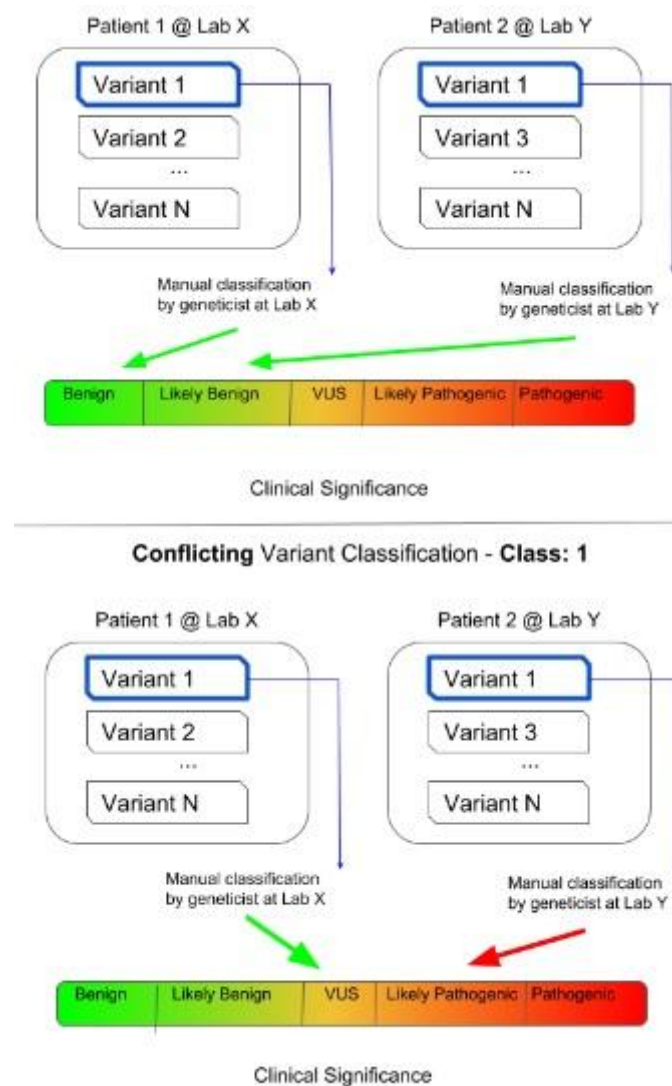 Patient 1 @ Lab X
Patient 2 @ Lab Y
Variant 1
Variant 1
Variant 2
Variant 3
...
...
Variant N
Variant N
Manual classification
by geneticist at Lab X
Manual classification
by geneticist at Lab Y
Benign Likely Benign VUS Likely Pathogenic Pathogenic
Clinical Significance
Conflicting Variant Classification - Class: 1
Patient 1 @ Lab X
Patient 2 @ Lab Y
Variant 1
Variant 1
Variant 2
Variant 3
...
...
Variant N
Variant N
Manual classification
by geneticist at Lab X
Manual classification
by geneticist at Lab Y
Benign Likely Benign VUS Likely Pathogenic Pathogenic
Clinical Significance